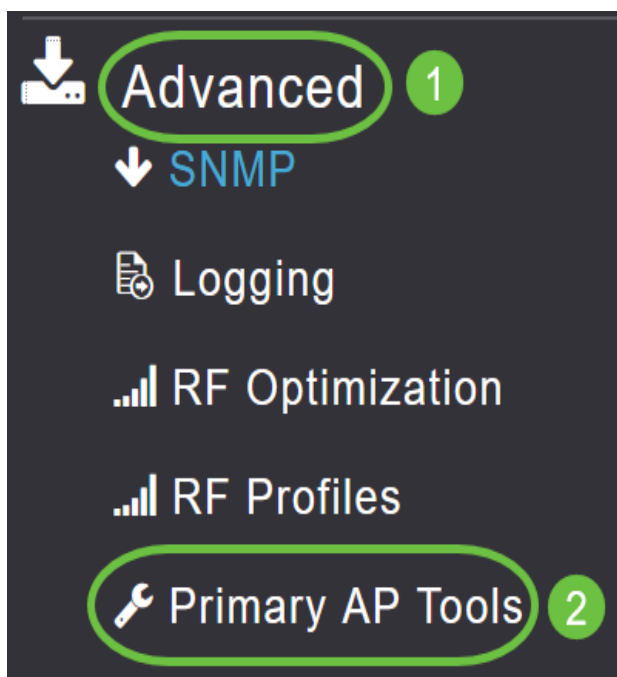 Advanced 1
SNMP
Logging
RF Optimization
RF Profiles
Primary AP Tools 2